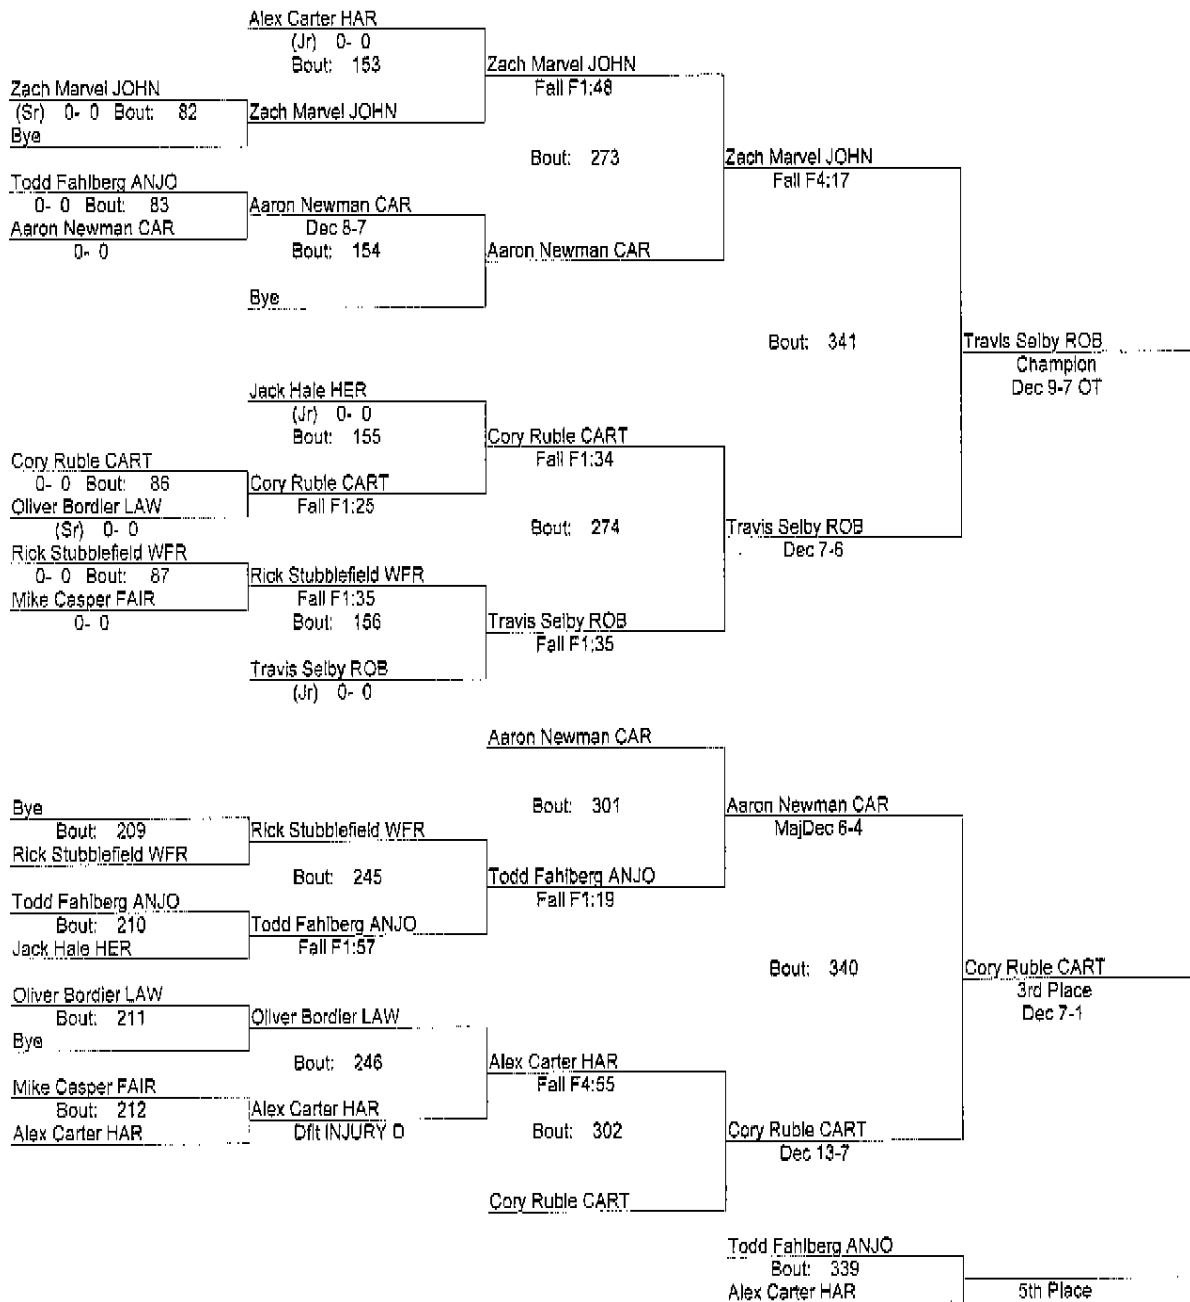 Alex Carter HAR
(Jr) 0- 0
Bout: 153
Zach Marvel JOHN
Fall F1:48
Zach Marvel JOHN
(Sr) 0- 0 Bout: 82
Zach Marvel JOHN
Bye
Bout: 273
Zach Marvel JOHN
Fall F4:17
Todd Fahlberg ANJO
0- 0 Bout: 83
Aaron Newman CAR
Dec 8-7
Aaron Newman CAR
0- 0
Bout: 154
Aaron Newman CAR
Bye
Bout: 341
Travis Selby ROB
Champion
Dec 9-7 OT
Jack Hale HER
(Jr) 0- 0
Bout: 155
Cory Ruble CART
Fall F1:34
Cory Ruble CART
0- 0 Bout: 86
Cory Ruble CART
Fall F1:25
Oliver Bordier LAW
(Sr) 0- 0
Bout: 274
Travis Selby ROB
Dec 7-6
Rick Stubblefield WFR
0- 0 Bout: 87
Rick Stubblefield WFR
Fall F1:35
Mike Casper FAIR
0- 0
Bout: 156
Travis Selby ROB
Fall F1:35
Travis Selby ROB
(Jr) 0- 0
Aaron Newman CAR
Bout: 301
Aaron Newman CAR
MajDec 6-4
Bye
Bout: 209
Rick Stubblefield WFR
Rick Stubblefield WFR
Bout: 245
Todd Fahlberg ANJO
Fall F1:19
Todd Fahlberg ANJO
Bout: 210
Todd Fahlberg ANJO
Fall F1:57
Jack Hale HER
Bout: 340
Cory Ruble CART
3rd Place
Dec 7-1
Oliver Bordier LAW
Bout: 211
Oliver Bordier LAW
Bye
Bout: 246
Alex Carter HAR
Fall F4:55
Mike Casper FAIR
Bout: 212
Alex Carter HAR
Dflt INJURY D
Alex Carter HAR
Bout: 302
Cory Ruble CART
Dec 13-7
Cory Ruble CART
Todd Fahlberg ANJO
Bout: 339
Alex Carter HAR
5th Place